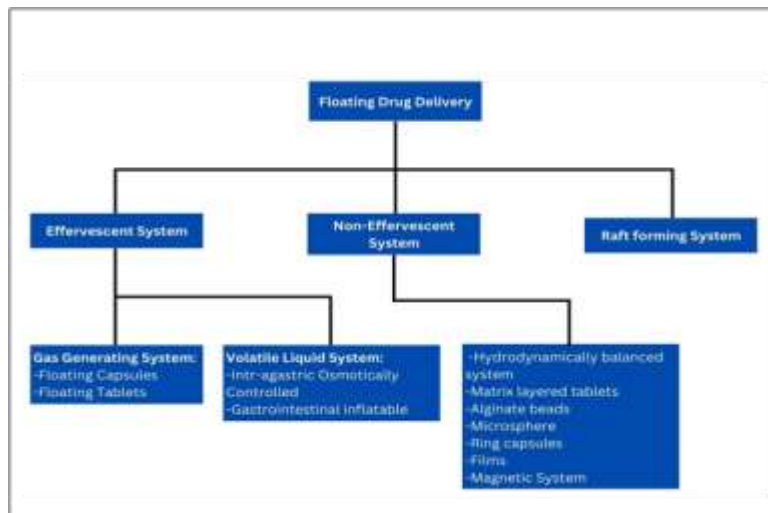 Floating Drug Delivery
Effervescent System
Non-Effervescent
System
Raft forming System
Gas Generating System:
-Floating Capsules
-Floating Tablets
Volatile Liquid System:
-Intr-agastric Osmotically
Controlled
-Gastrointestinal inflatable
-Hydrodynamically balanced
system
-Matrix layered tablets
-Alginate beads
-Microsphere
-Ring capsules
-Films
-Magnetic System